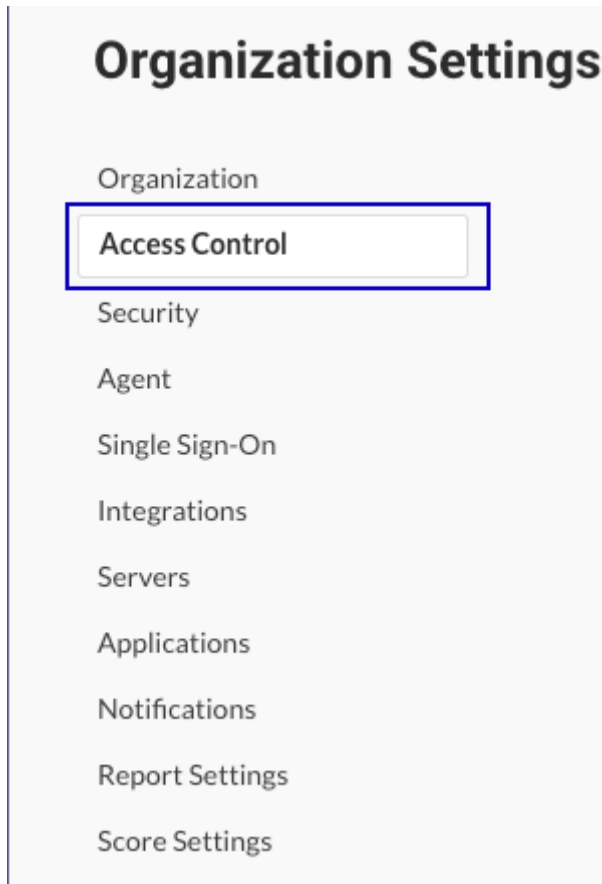 Organization Settings
Organization
Access Control
Security
Agent
Single Sign-On
Integrations
Servers
Applications
Notifications
Report Settings
Score Settings